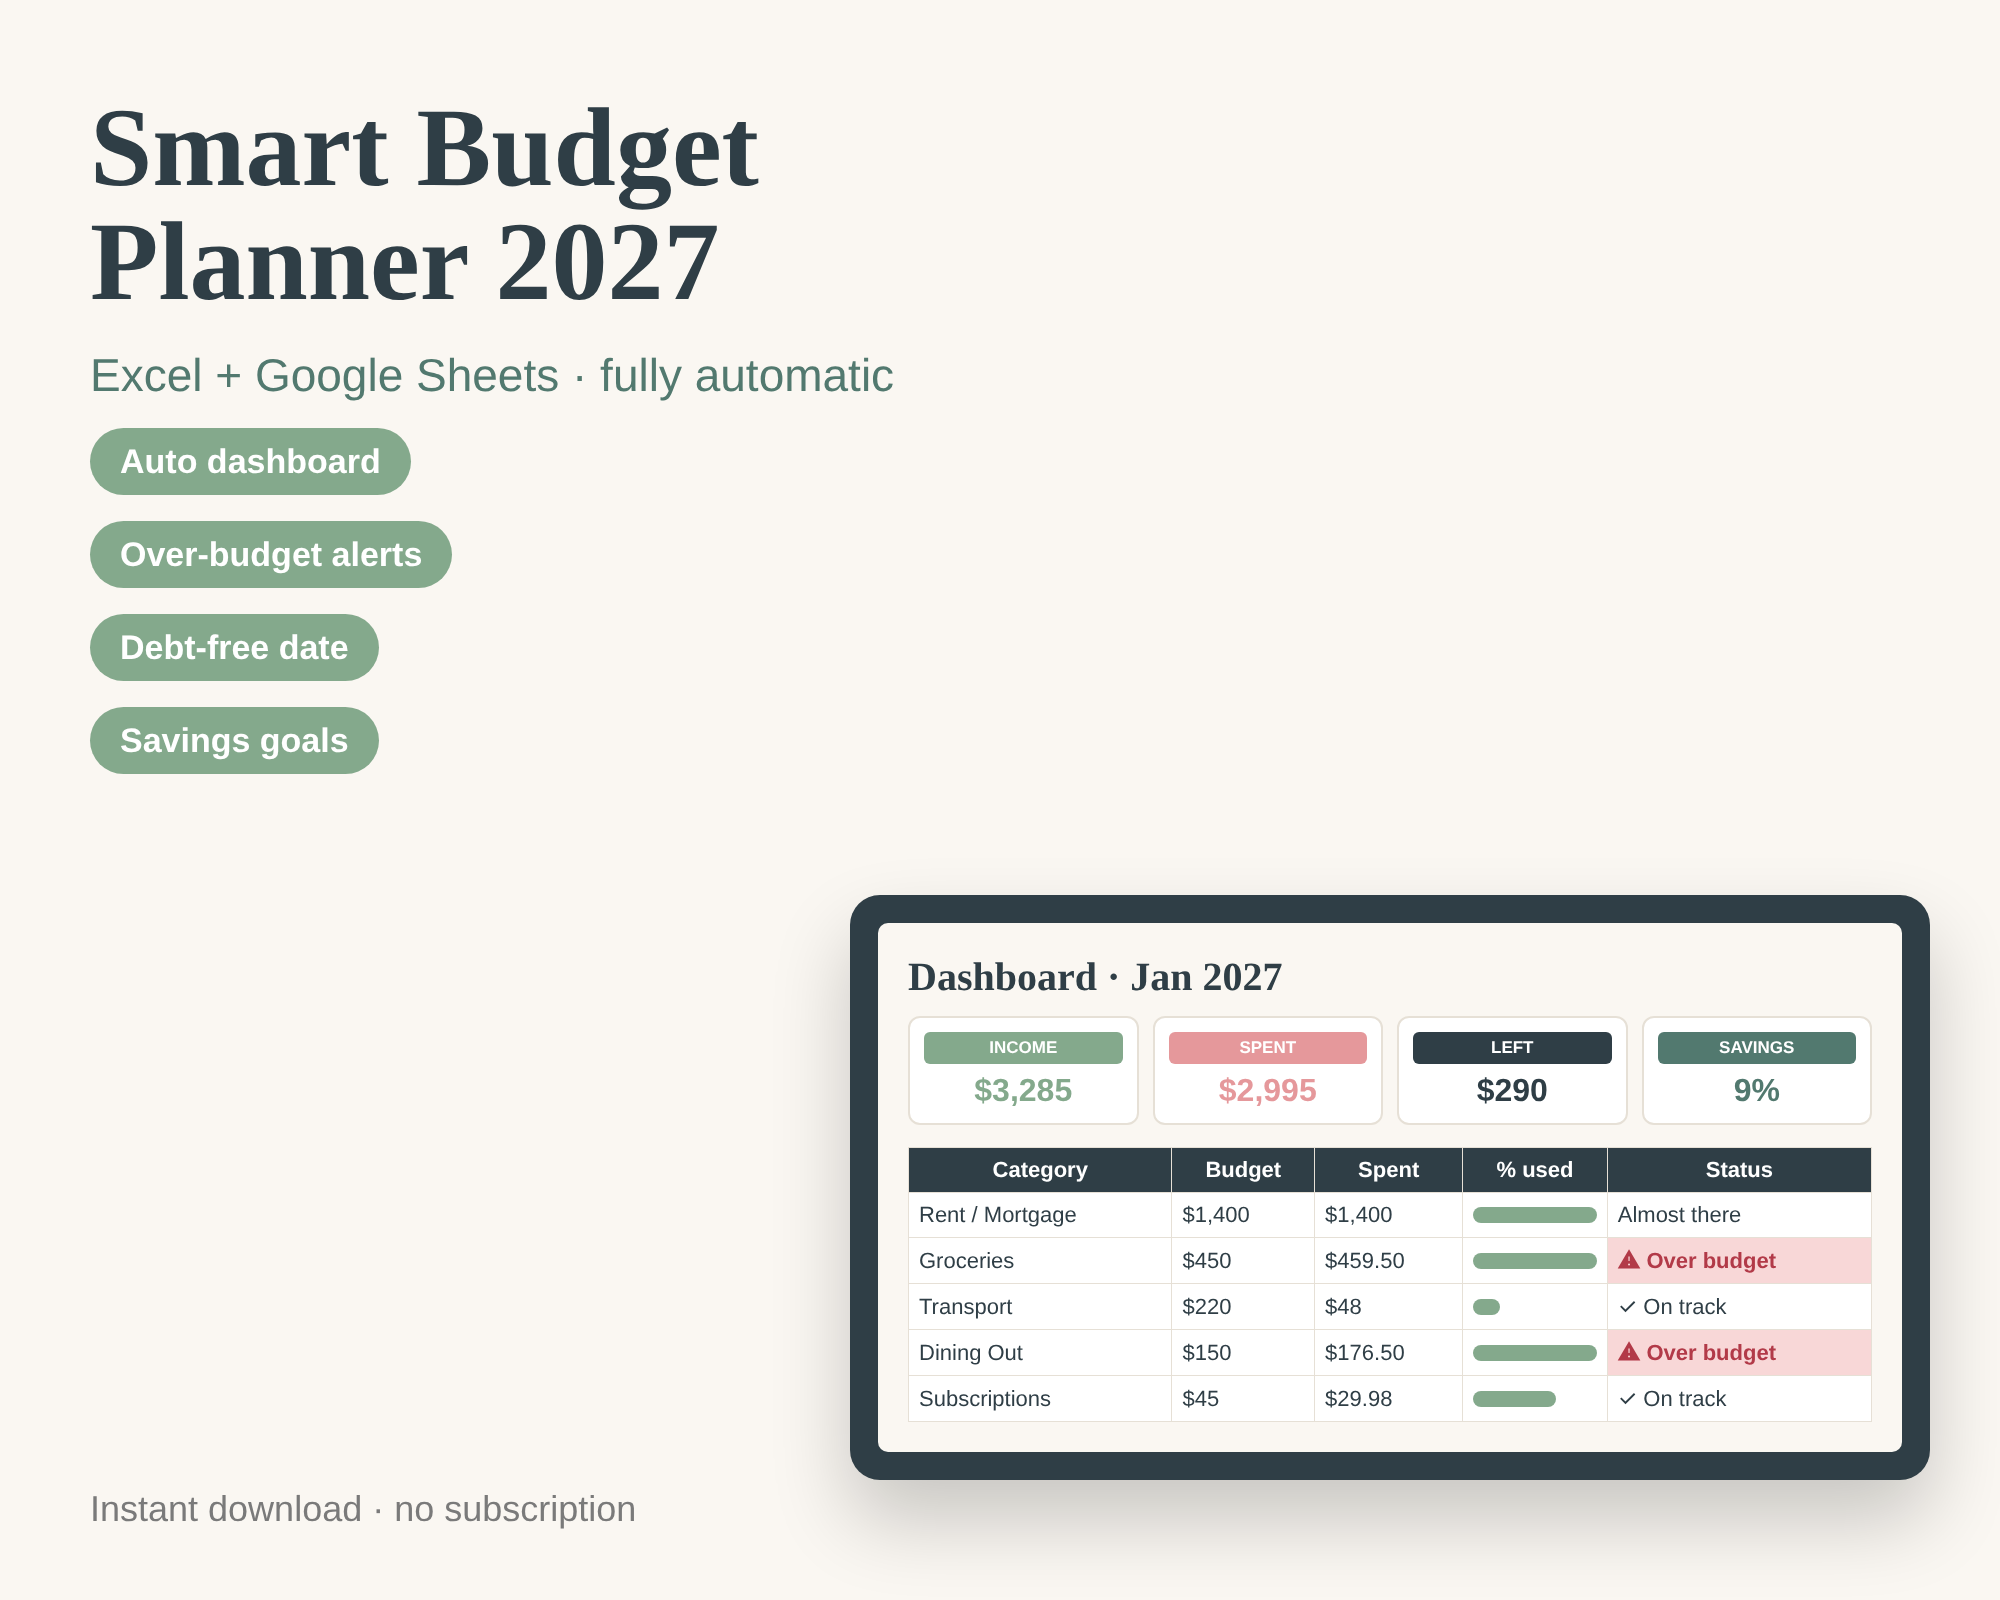 Smart Budget
Planner 2027
Excel + Google Sheets · fully automatic
Auto dashboard
Over-budget alerts
Debt-free date
Savings goals
Dashboard · Jan 2027
INCOME SPENT LEFT SAVINGS
$3,285 $2,995 $290 9%
Category Budget Spent % used Status
Rent / Mortgage $1,400 $1,400 Almost there
Groceries $450 $459.50 Over budget
Transport $220 $48 On track
Dining Out $150 $176.50 Over budget
Subscriptions $45 $29.98 On track
Instant download · no subscription